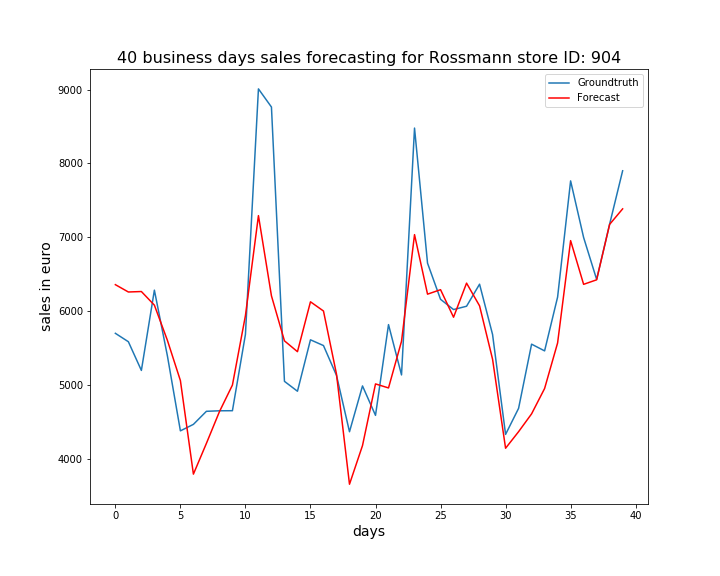 40 business days sales forecasting for Rossmann store ID: 904
Groundtruth
Forecast
sales in euro
9000
8000
7000
6000
5000
4000
0 5 10 15 20 25 30 35 40
days